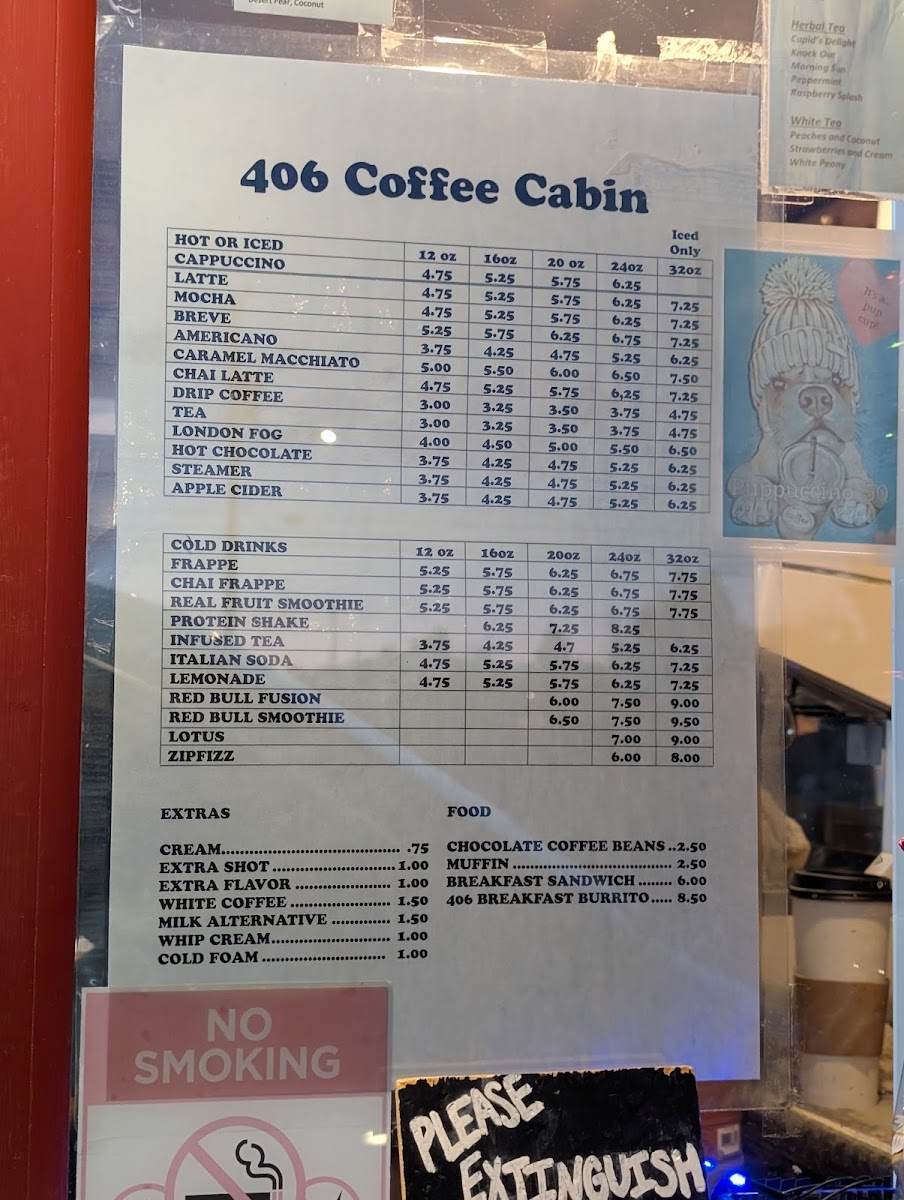 Desert Pear, Coconut
Herbal Tea
Cupid's Delight
Knock Out
Morning Sun
Peppermint
Raspberry Splash
White Tea
Peaches and Coconut
Strawberries and Cream
White Peony
406 Coffee Cabin
Iced
Only
HOT OR ICED 12 oz 16oz 20 oz 24oz 32oz
CAPPUCCINO 4.75 5.25 5.75 6.25
LATTE 4.75 5.25 5.75 6.25 7.25
MOCHA 4.75 5.25 5.75 6.25 7.25
BREVE 5.25 5.75 6.25 6.75 7.25
AMERICANO 3.75 4.25 4.75 5.25 6.25
CARAMEL MACCHIATO 5.00 5.50 6.00 6.50 7.50
CHAI LATTE 4.75 5.25 5.75 6,25 7.25
DRIP COFFEE 3.00 3.25 3.50 3.75 4.75
TEA 3.00 3.25 3.50 3.75 4.75
LONDON FOG 4.00 4.50 5.00 5.50 6.50
HOT CHOCOLATE 3.75 4.25 4.75 5.25 6.25
STEAMER 3.75 4.25 4.75 5.25 6.25
APPLE CIDER 3.75 4.25 4.75 5.25 6.25
COLD DRINKS 12 oz 16oz 20oz 24oz 32oz
FRAPPE 5.25 5.75 6.25 6.75 7.75
CHAI FRAPPE 5.25 5.75 6.25 6.75 7.75
REAL FRUIT SMOOTHIE 5.25 5.75 6.25 6.75 7.75
PROTEIN SHAKE 6.25 7.25 8.25
INFUSED TEA 3.75 4.25 4.7 5.25 6.25
ITALIAN SODA 4.75 5.25 5.75 6.25 7.25
LEMONADE 4.75 5.25 5.75 6.25 7.25
RED BULL FUSION 6.00 7.50 9.00
RED BULL SMOOTHIE 6.50 7.50 9.50
LOTUS 7.00 9.00
ZIPFIZZ 6.00 8.00
EXTRAS
CREAM.................................... .75
EXTRA SHOT .........................1.00
EXTRA FLAVOR .................... 1.00
WHITE COFFEE ..................... 1.50
MILK ALTERNATIVE ............ 1.50
WHIP CREAM........................ 1.00
COLD FOAM ......................... 1.00
FOOD
CHOCOLATE COFFEE BEANS ..2.50
MUFFIN ...................................... 2.50
BREAKFAST SANDWICH ........ 6.00
406 BREAKFAST BURRITO..... 8.50
It's a
pup
cup!
Puppuccino .50
NO
SMOKING
PLEASE
EXTINGUISH